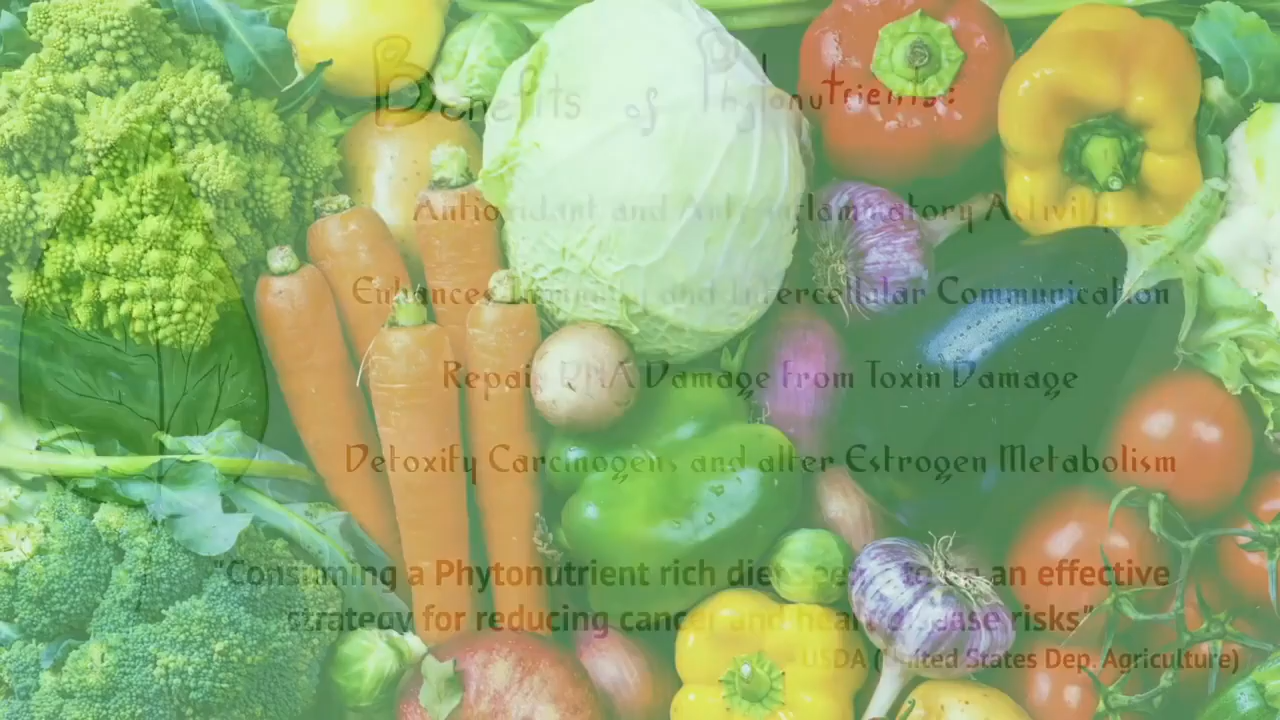 Benefits of Phytonutrients:
Antioxidant and Anti-inflammatory Activity
Enhances Immunity and Intercellular Communication
Repair DNA Damage from Toxin Damage
Detoxify Carcinogens and alter Estrogen Metabolism
"Consuming a Phytonutrient rich diet seems to be an effective
strategy for reducing cancer and heart disease risks"
- USDA (United States Dep. Agriculture)